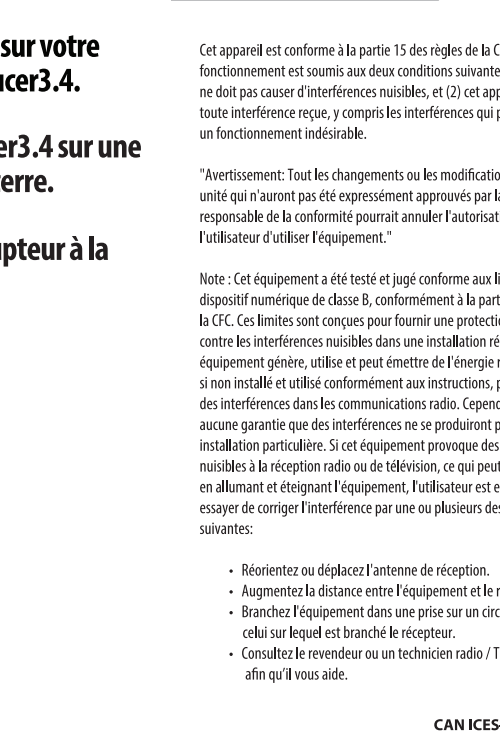 sur votre
ucer3.4.
er3.4 sur une
terre.
upteur à la
Cet appareil est conforme à la partie 15 des règles de la C
fonctionnement est soumis aux deux conditions suivante
ne doit pas causer d'interférences nuisibles, et (2) cet app
toute interférence reçue, y compris les interférences qui p
un fonctionnement indésirable.
"Avertissement: Tout les changements ou les modificatio
unité qui n'auront pas été expressément approuvés par la
responsable de la conformité pourrait annuler l'autorisat
l'utilisateur d'utiliser l'équipement."
Note : Cet équipement a été testé et jugé conforme aux li
dispositif numérique de classe B, conformément à la part
la CFC. Ces limites sont conçues pour fournir une protectio
contre les interférences nuisibles dans une installation ré
équipement génère, utilise et peut émettre de l'énergie r
si non installé et utilisé conformément aux instructions, p
des interférences dans les communications radio. Cepend
aucune garantie que des interférences ne se produiront p
installation particulière. Si cet équipement provoque des
nuisibles à la réception radio ou de télévision, ce qui peut
en allumant et éteignant l'équipement, l'utilisateur est e
essayer de corriger l'interférence par une ou plusieurs des
suivantes:
• Réorientez ou déplacez l'antenne de réception.
• Augmentez la distance entre l'équipement et le r
• Branchez l'équipement dans une prise sur un circ
celui sur lequel est branché le récepteur.
• Consultez le revendeur ou un technicien radio / T
afin qu'il vous aide.
CAN ICES-